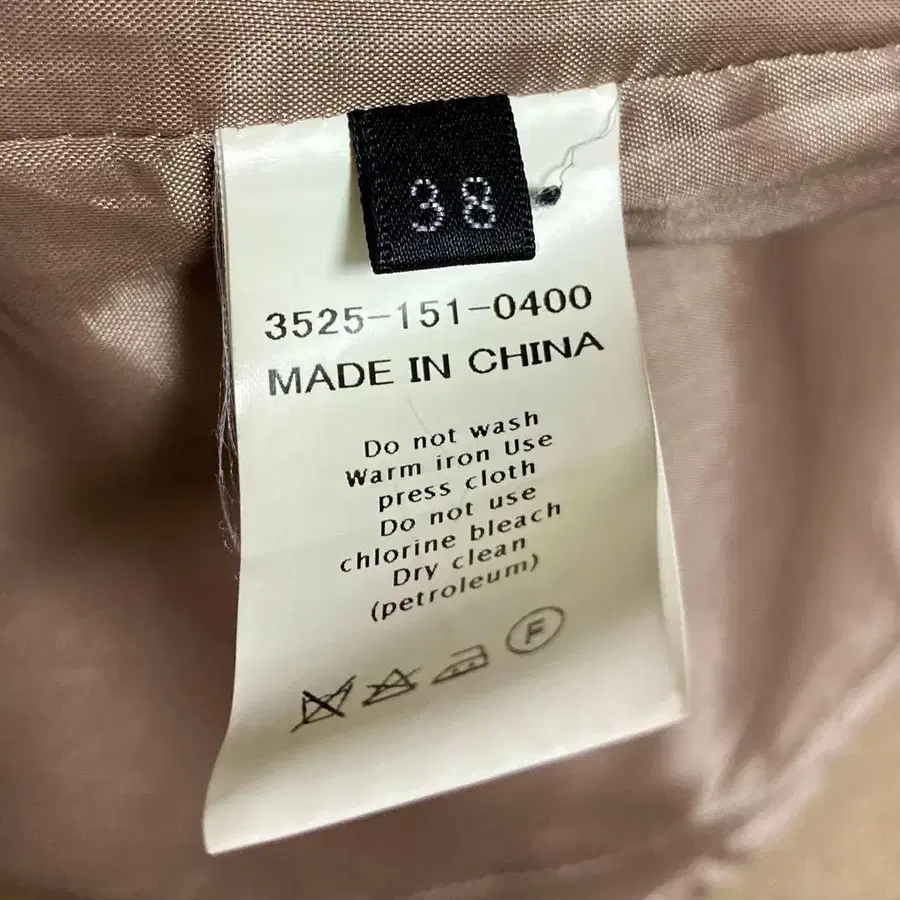 38
3525-151-0400
MADE IN CHINA
Do not wash
Warm iron Use
press cloth
Do not use
chlorine bleach
Dry clean
(petroleum)
F